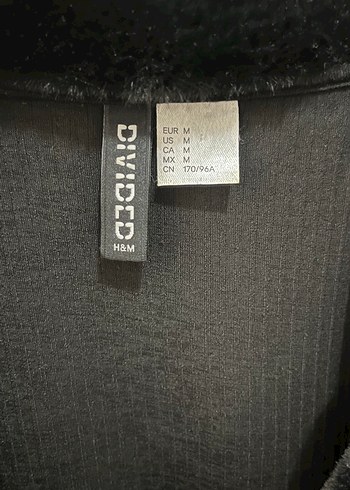 DIVIDED
H&M
EUR M
US M
CA M
MX M
CN 170/96A